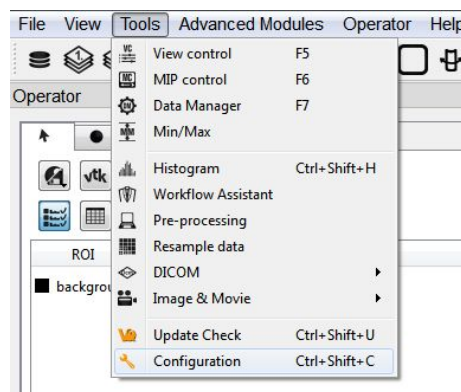 File View Tools Advanced Modules Operator Help
Operator
View control F5
MIP control F6
Data Manager F7
Min/Max
Histogram Ctrl+Shift+H
vtk
Workflow Assistant
Pre-processing
Resample data
ROI
DICOM
backgrou
Image & Movie
Update Check Ctrl+Shift+U
Configuration Ctrl+Shift+C